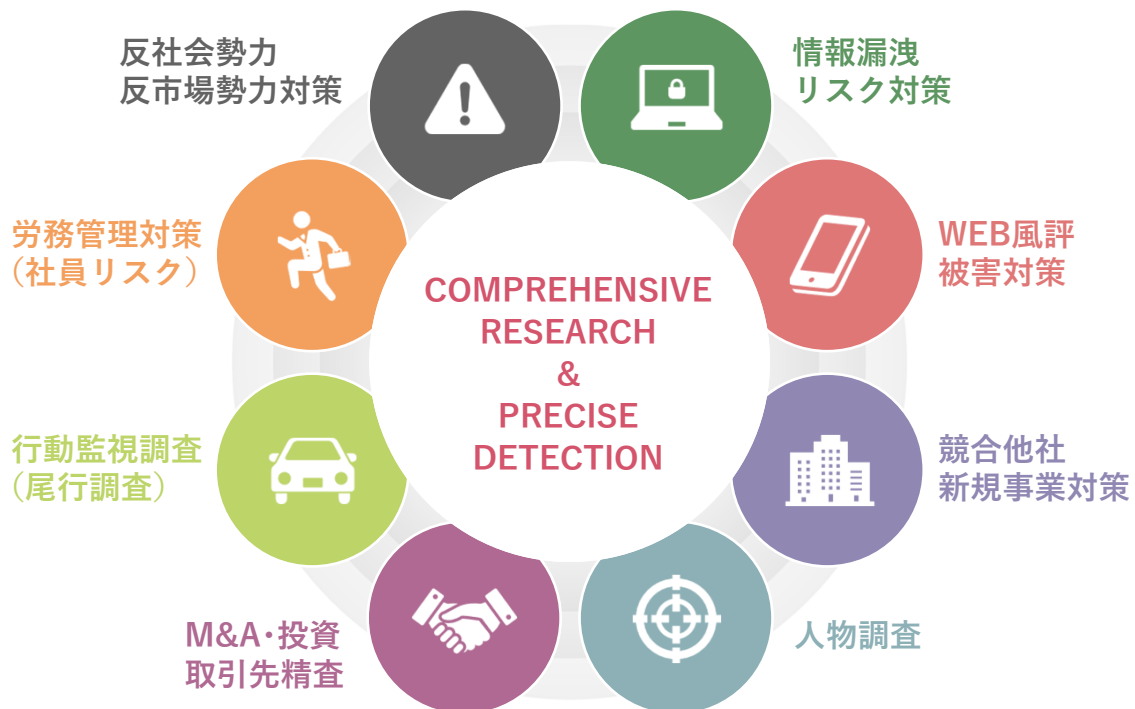 反社会勢力
反市場勢力対策
情報漏洩
リスク対策
労務管理対策
(社員リスク)
WEB風評
被害対策
COMPREHENSIVE
RESEARCH
&
PRECISE
DETECTION
行動監視調査
(尾行調査)
競合他社
新規事業対策
M&A･投資
取引先精査
人物調査